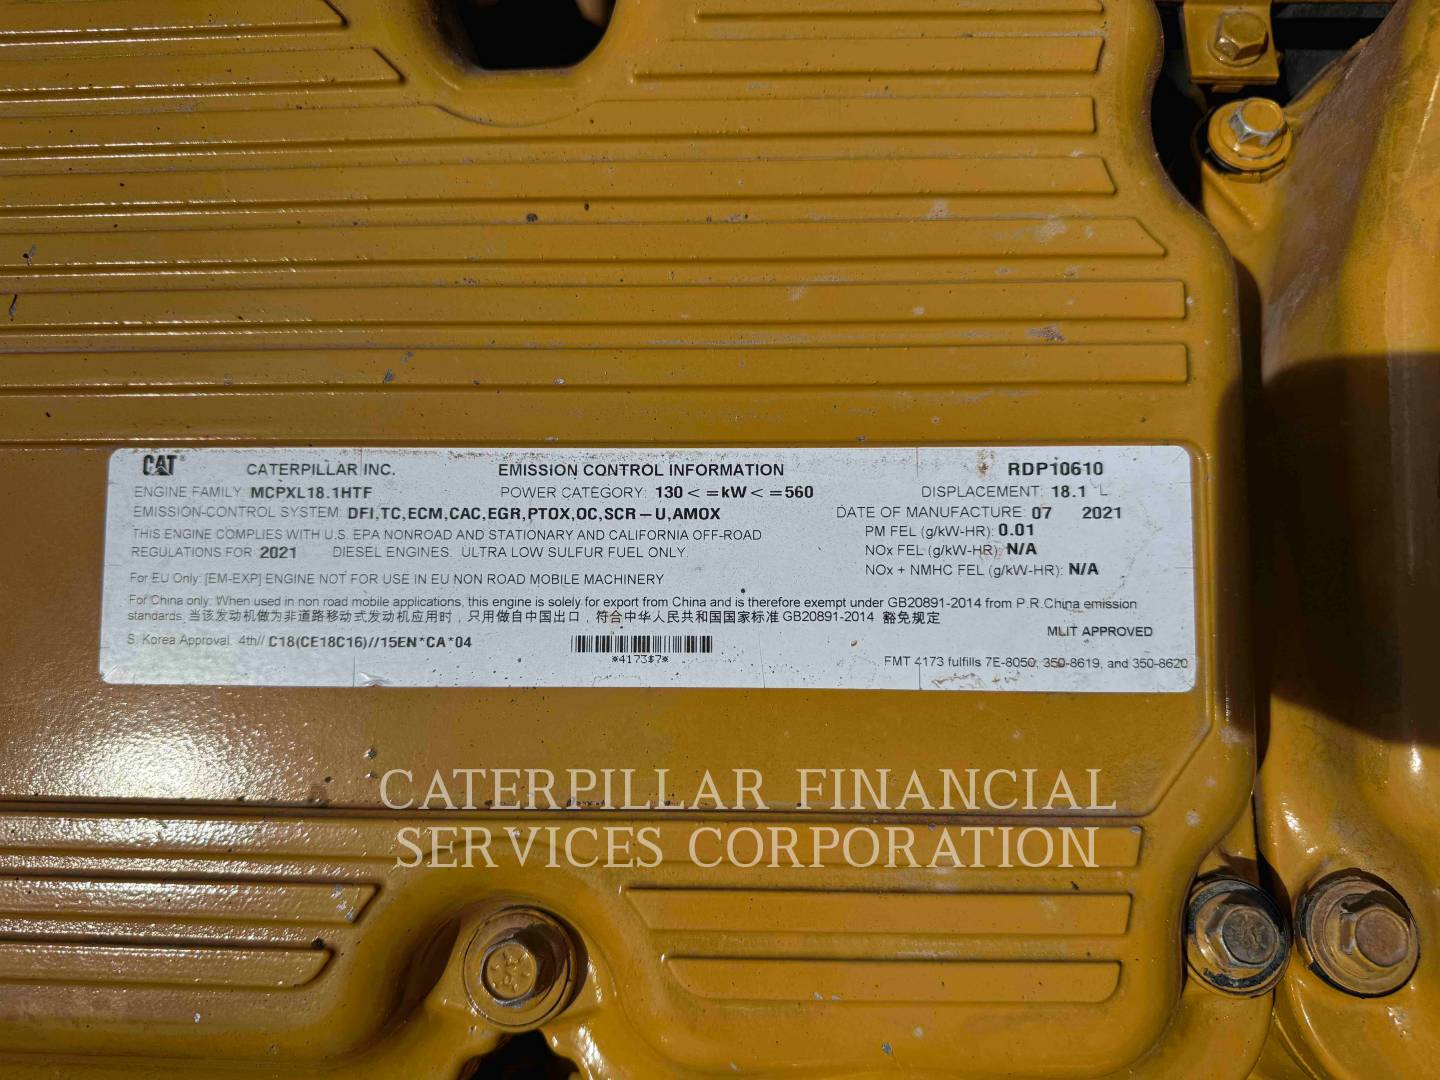 CAT CATERPILLAR INC. EMISSION CONTROL INFORMATION RDP10610
ENGINE FAMILY: MCPXL18.1HTF POWER CATEGORY: 130 < =kW < =560 DISPLACEMENT: 18.1 L
EMISSION-CONTROL SYSTEM: DFI,TC,ECM,CAC,EGR,PTOX,OC,SCR-U,AMOX DATE OF MANUFACTURE: 07 2021
THIS ENGINE COMPLIES WITH U.S. EPA NONROAD AND STATIONARY AND CALIFORNIA OFF-ROAD PM FEL (g/kW-HR): 0.01
REGULATIONS FOR 2021 DIESEL ENGINES. ULTRA LOW SULFUR FUEL ONLY. NOx FEL (g/kW-HR): N/A
NOx + NMHC FEL (g/kW-HR): N/A
For EU Only: [EM-EXP] ENGINE NOT FOR USE IN EU NON ROAD MOBILE MACHINERY
For China only: When used in non road mobile applications, this engine is solely for export from China and is therefore exempt under GB20891-2014 from P.R.China emission
standards. 当该发动机做为非道路移动式发动机应用时，只用做自中国出口，符合中华人民共和国国家标准 GB20891-2014 豁免规定
MLIT APPROVED
S. Korea Approval: 4th// C18(CE18C16)//15EN*CA*04
*4173$7*
FMT 4173 fulfills 7E-8050, 350-8619, and 350-8620
CATERPILLAR FINANCIAL
SERVICES CORPORATION